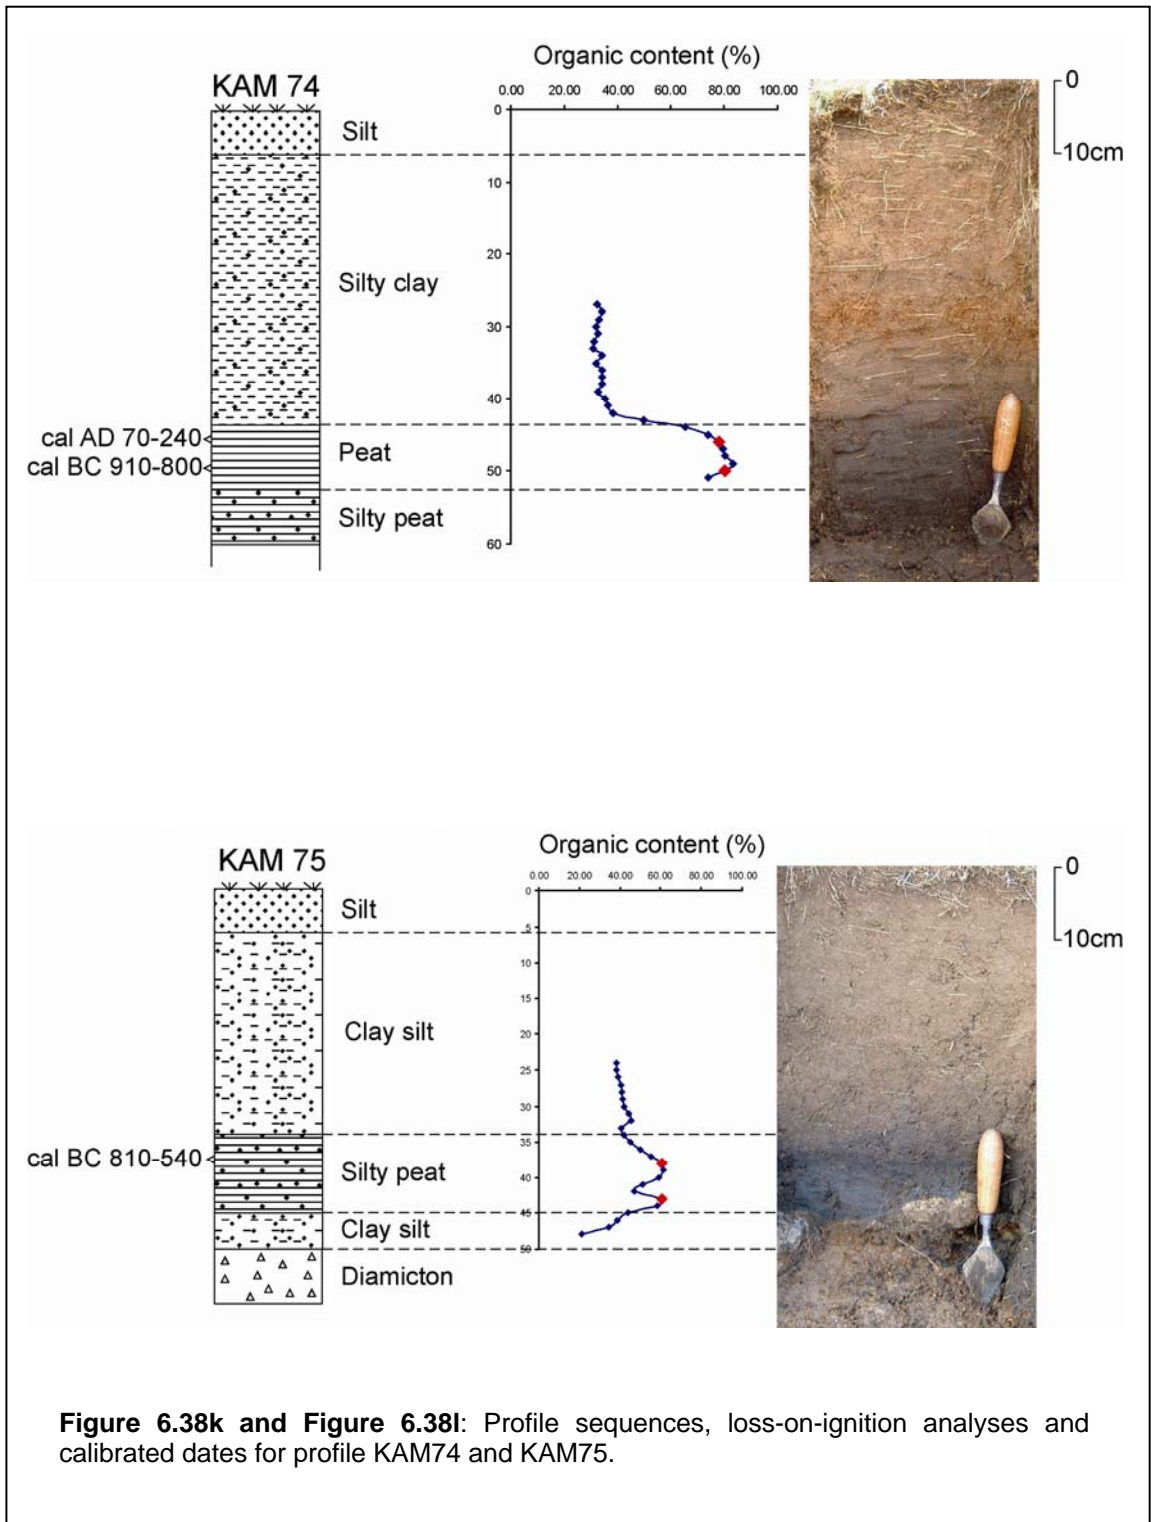 Organic content (%)
KAM 74
0.00 20.00 40.00 60.00 80.00 100.00
0
10
20
30
40
50
60
Silt
Silty clay
cal AD 70-240
cal BC 910-800
Peat
Silty peat
0
10cm
Organic content (%)
KAM 75
0.00 20.00 40.00 60.00 80.00 100.00
0
5
10
15
20
25
30
35
40
45
50
Silt
Clay silt
cal BC 810-540
Silty peat
Clay silt
Diamicton
0
10cm
Figure 6.38k and Figure 6.38l: Profile sequences, loss-on-ignition analyses and
calibrated dates for profile KAM74 and KAM75.